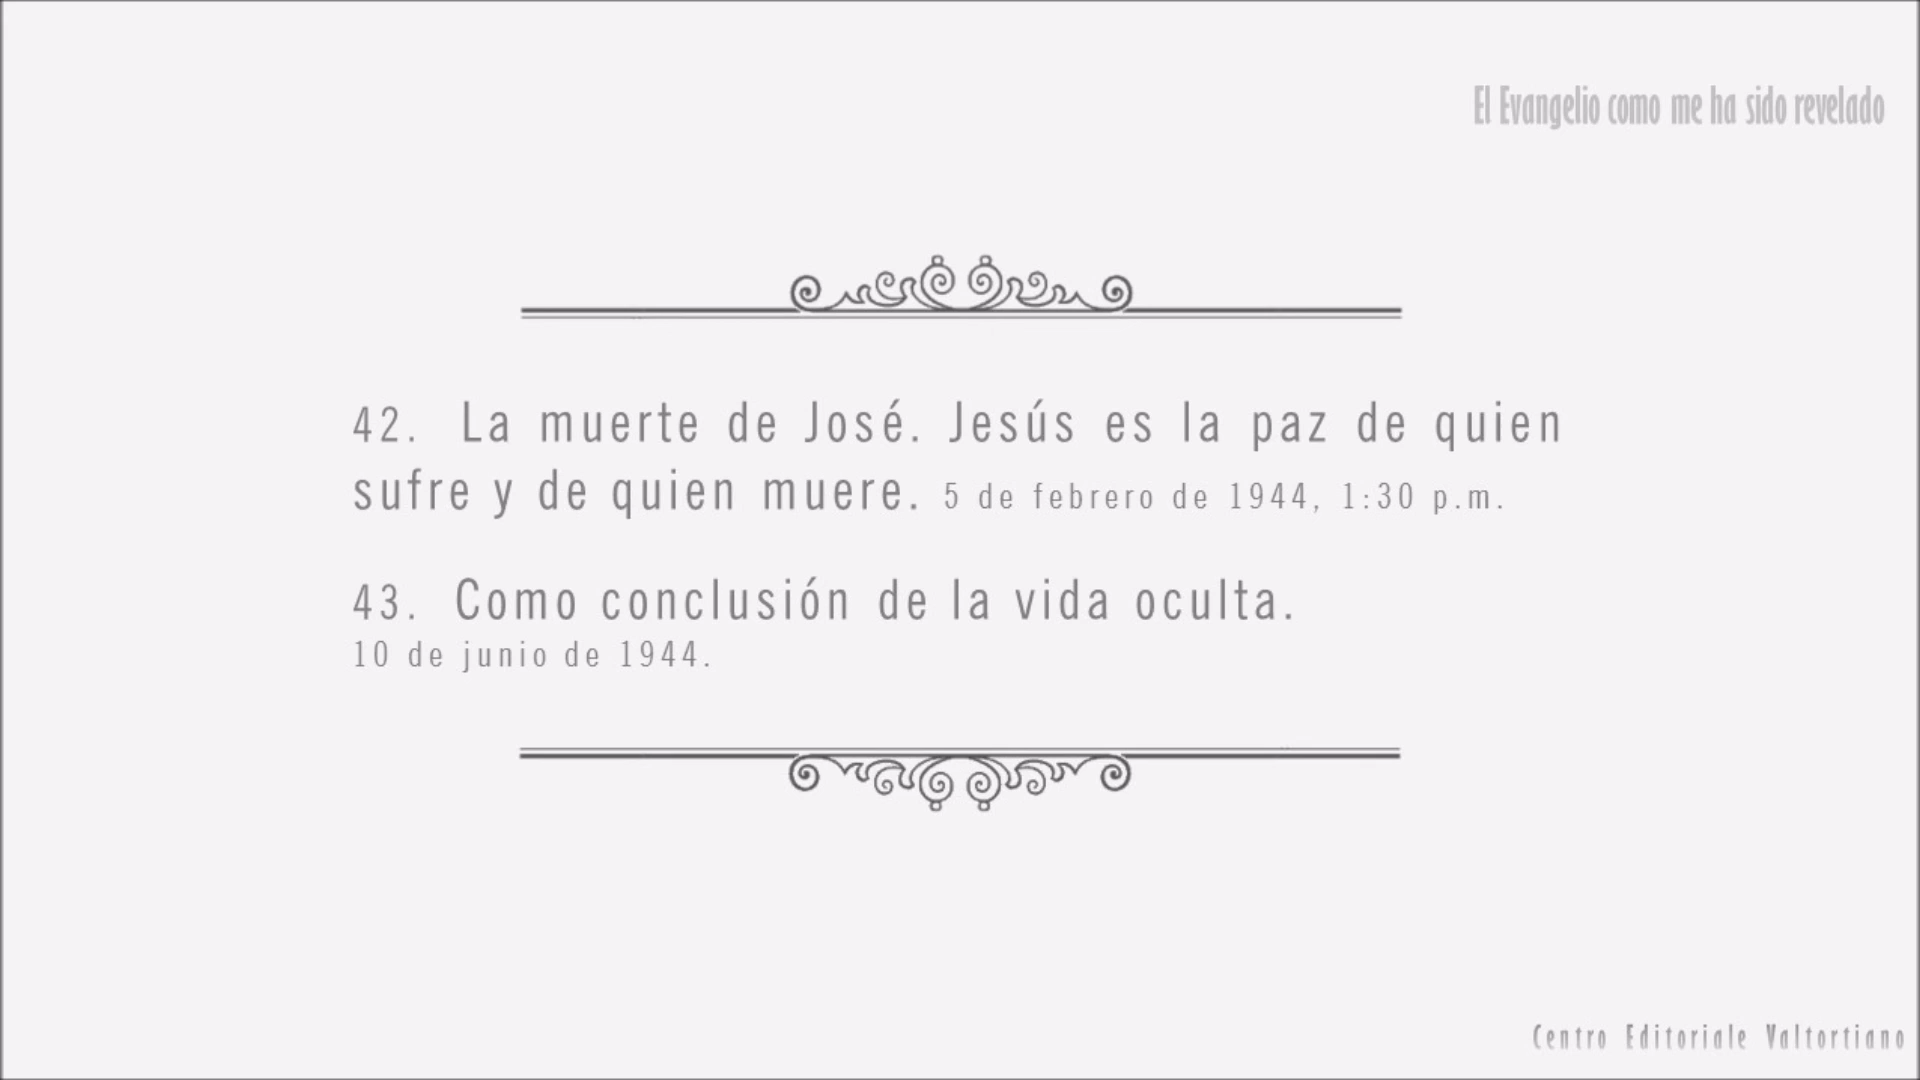 El Evangelio como me ha sido revelado
42. La muerte de José. Jesús es la paz de quien
sufre y de quien muere. 5 de febrero de 1944, 1:30 p.m.
43. Como conclusión de la vida oculta.
10 de junio de 1944.
Centro Editoriale Valtortiano